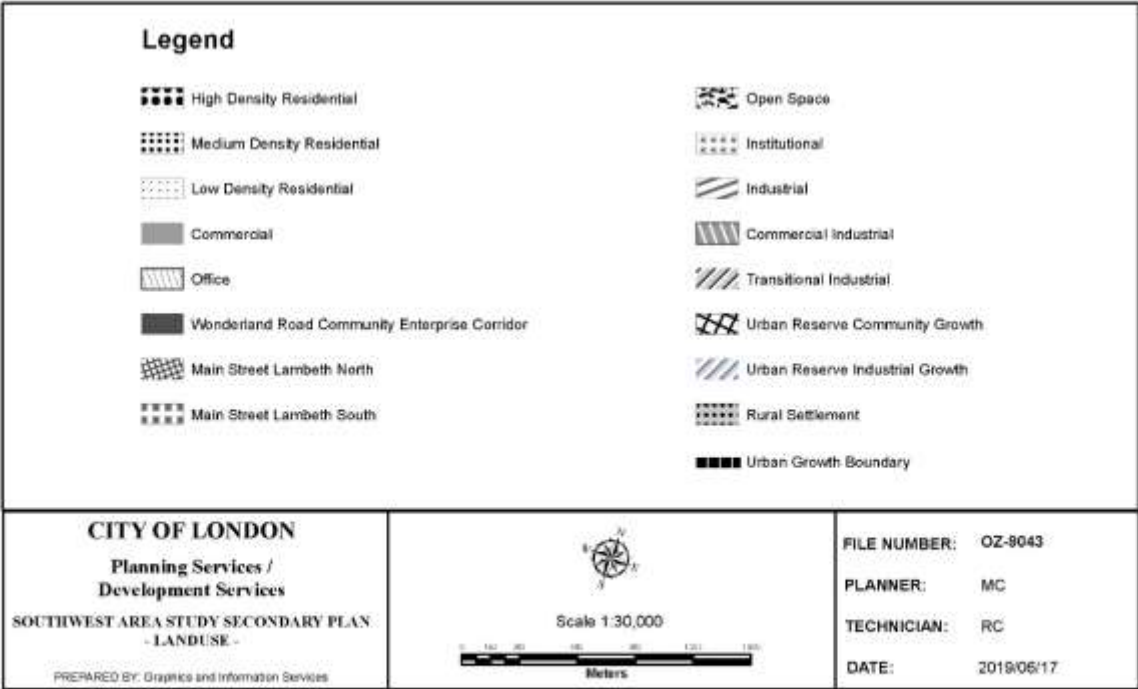 Legend
High Density Residential
Medium Density Residential
Low Density Residential
Commercial
Office
Wonderland Road Community Enterprise Corridor
Main Street Lambeth North
Main Street Lambeth South
Open Space
Institutional
Industrial
Commercial Industrial
Transitional Industrial
Urban Reserve Community Growth
Urban Reserve Industrial Growth
Rural Settlement
Urban Growth Boundary
CITY OF LONDON
Planning Services /
Development Services
SOUTHWEST AREA STUDY SECONDARY PLAN
- LANDUSE -
PREPARED BY: Graphics and Information Services
N
E
S
Scale 1:30,000
Meters
FILE NUMBER: OZ-9043
PLANNER: MC
TECHNICIAN: RC
DATE: 2019/06/17